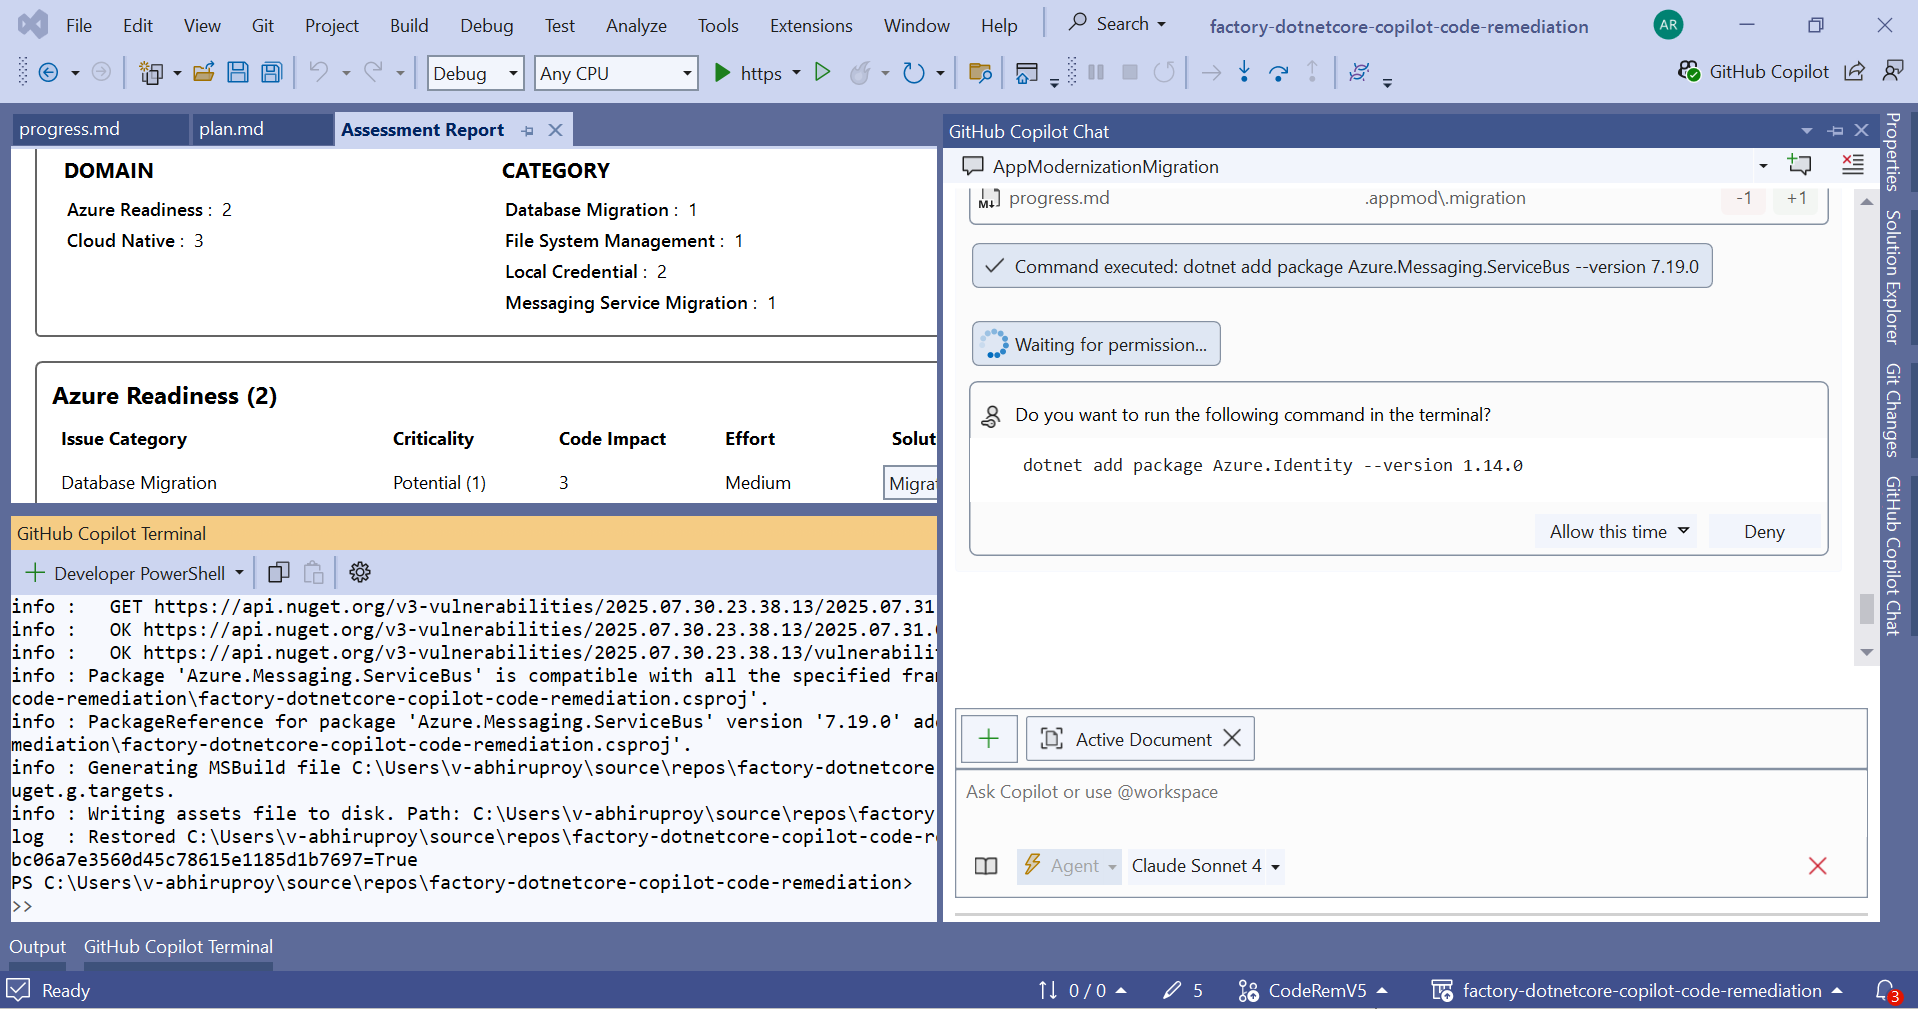 File Edit View Git Project Build Debug Test Analyze Tools Extensions Window Help Search factory-dotnetcore-copilot-code-remediation AR
Debug Any CPU https GitHub Copilot
progress.md plan.md Assessment Report
DOMAIN CATEGORY
Azure Readiness : 2 Database Migration : 1
Cloud Native : 3 File System Management : 1
Local Credential : 2
Messaging Service Migration : 1
Azure Readiness (2)
Issue Category Criticality Code Impact Effort Solut
Database Migration Potential (1) 3 Medium Migra
GitHub Copilot Terminal
Developer PowerShell
info : GET https://api.nuget.org/v3-vulnerabilities/2025.07.30.23.38.13/2025.07.31
info : OK https://api.nuget.org/v3-vulnerabilities/2025.07.30.23.38.13/2025.07.31.
info : OK https://api.nuget.org/v3-vulnerabilities/2025.07.30.23.38.13/vulnerabili
info : Package 'Azure.Messaging.ServiceBus' is compatible with all the specified fra
code-remediation\factory-dotnetcore-copilot-code-remediation.csproj'.
info : PackageReference for package 'Azure.Messaging.ServiceBus' version '7.19.0' ad
mediation\factory-dotnetcore-copilot-code-remediation.csproj'.
info : Generating MSBuild file C:\Users\v-abhiruproy\source\repos\factory-dotnetcore
uget.g.targets.
info : Writing assets file to disk. Path: C:\Users\v-abhiruproy\source\repos\factory
log : Restored C:\Users\v-abhiruproy\source\repos\factory-dotnetcore-copilot-code-r
bc06a7e3560d45c78615e1185d1b7697=True
PS C:\Users\v-abhiruproy\source\repos\factory-dotnetcore-copilot-code-remediation>
>>
Output GitHub Copilot Terminal
GitHub Copilot Chat
AppModernizationMigration
progress.md .appmod\.migration -1 +1
Command executed: dotnet add package Azure.Messaging.ServiceBus --version 7.19.0
Waiting for permission...
Do you want to run the following command in the terminal?
dotnet add package Azure.Identity --version 1.14.0
Allow this time Deny
Active Document
Ask Copilot or use @workspace
Agent Claude Sonnet 4
Properties
Solution Explorer
Git Changes
GitHub Copilot Chat
Ready 0 / 0 5 CodeRemV5 factory-dotnetcore-copilot-code-remediation 3